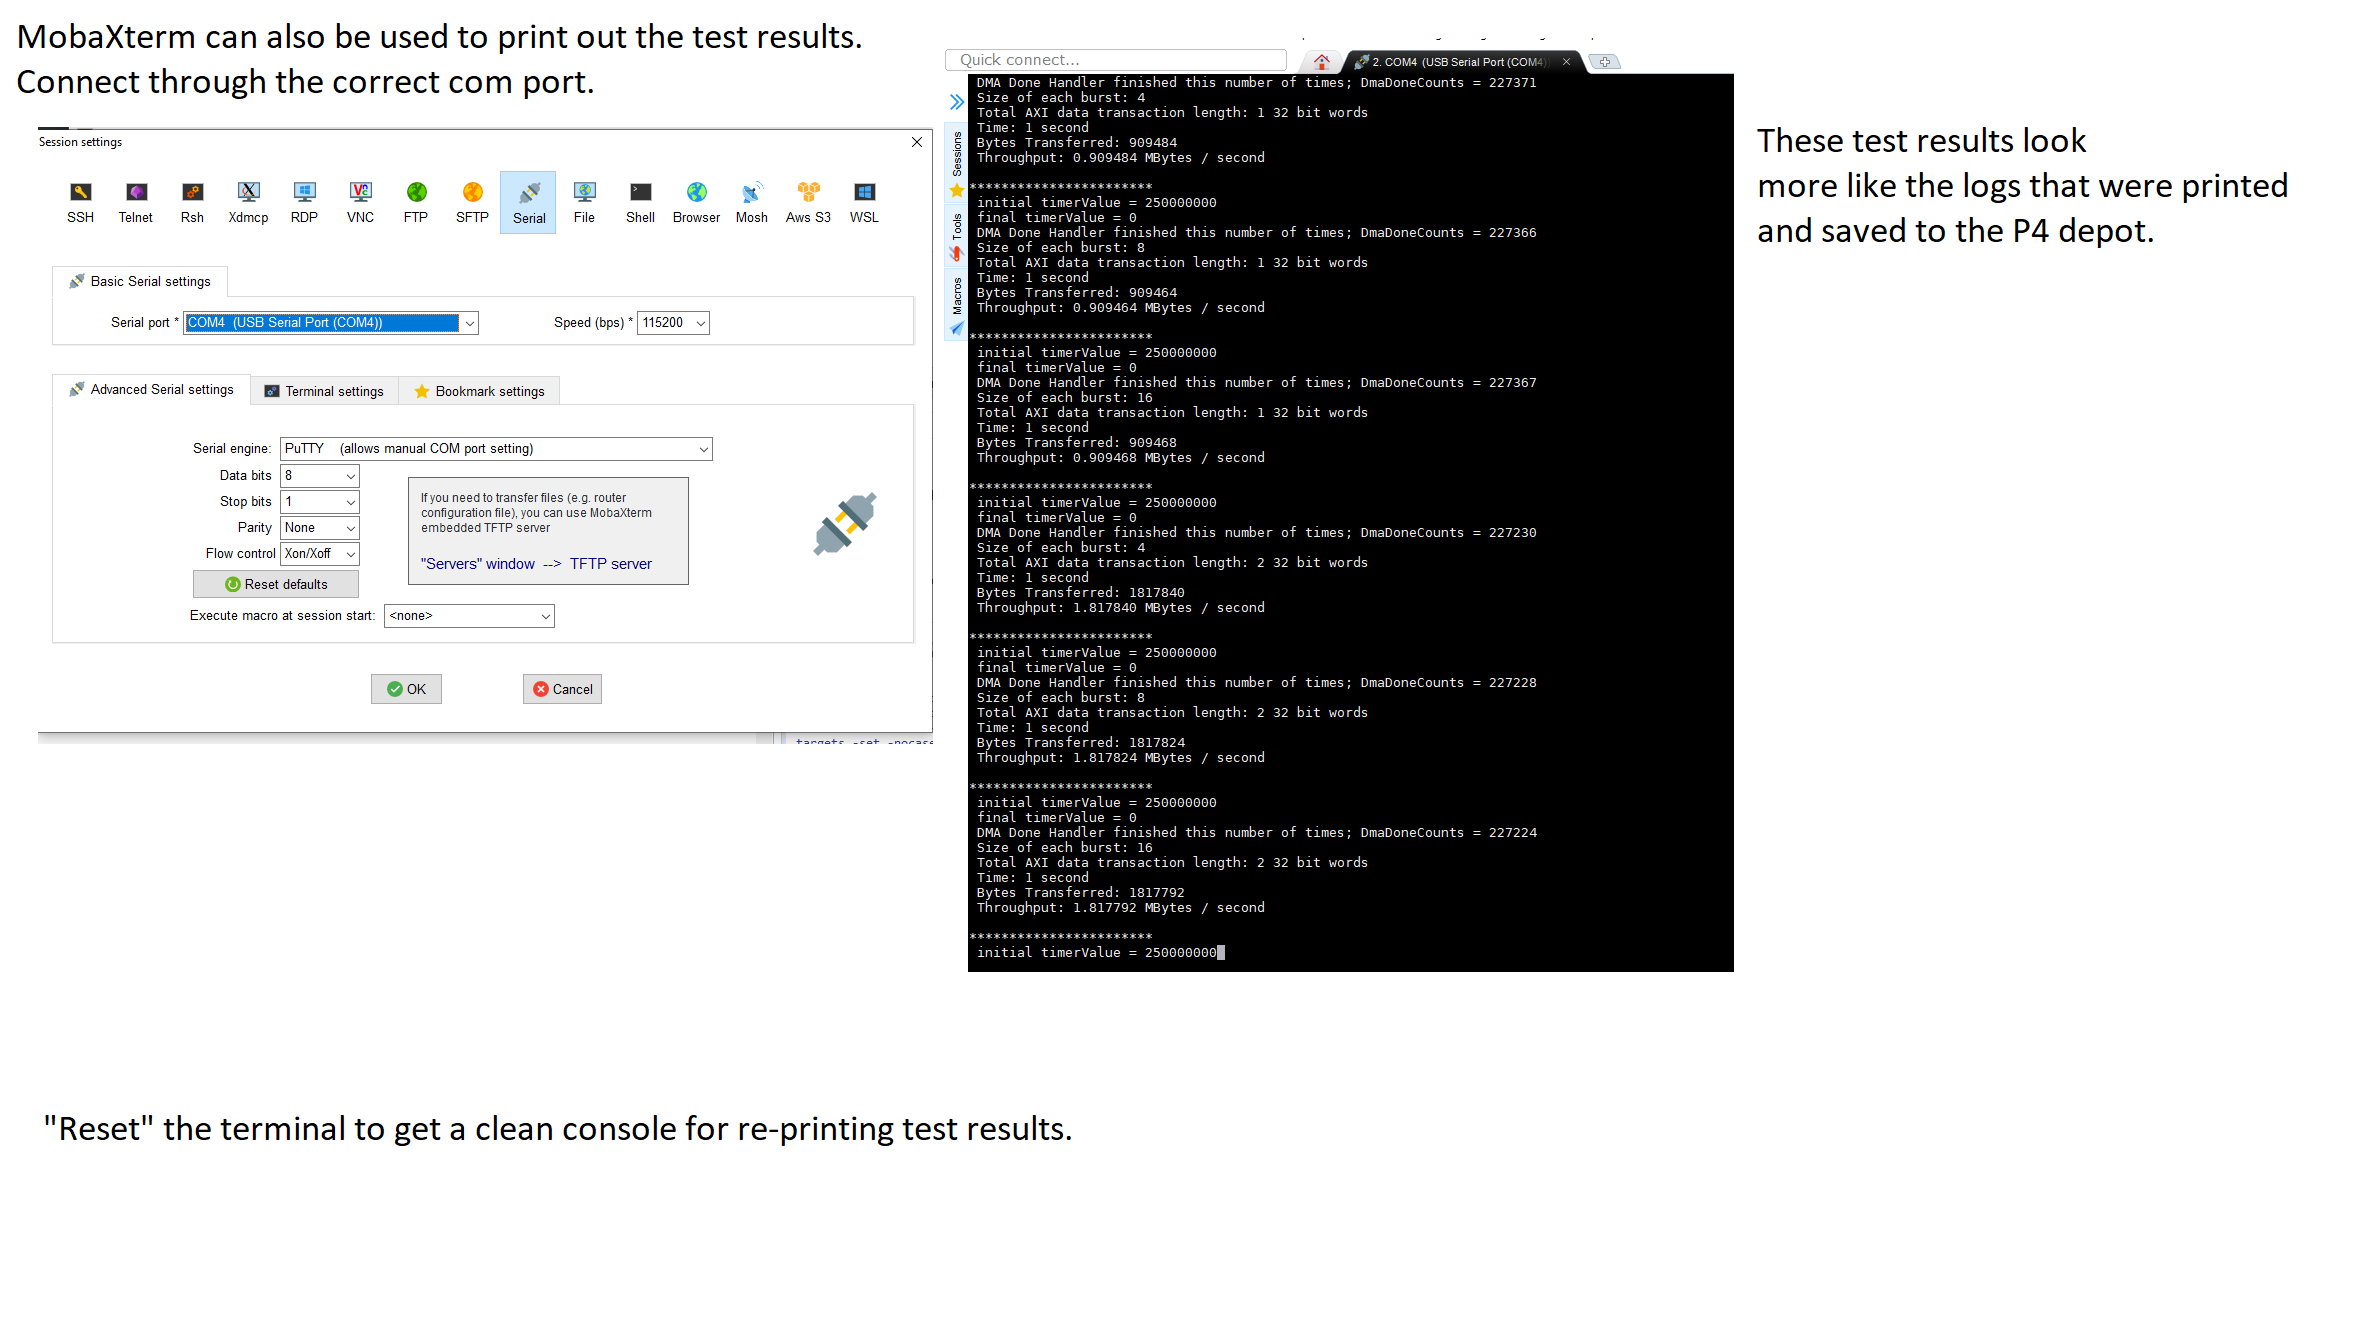 MobaXterm can also be used to print out the test results.
Connect through the correct com port.
Session settings
SSH
Telnet
Rsh
Xdmcp
RDP
VNC
FTP
SFTP
Serial
File
Shell
Browser
Mosh
Aws S3
WSL
Basic Serial settings
Serial port * COM4 (USB Serial Port (COM4)) Speed (bps) * 115200
Advanced Serial settings
Terminal settings
Bookmark settings
Serial engine: PuTTY (allows manual COM port setting)
Data bits 8
Stop bits 1
Parity None
Flow control Xon/Xoff
Reset defaults
If you need to transfer files (e.g. router
configuration file), you can use MobaXterm
embedded TFTP server
"Servers" window --> TFTP server
Execute macro at session start: <none>
OK
Cancel
targets -set -nocase
Quick connect...
2. COM4 (USB Serial Port (COM4)
Sessions
Tools
Macros
DMA Done Handler finished this number of times; DmaDoneCounts = 227371
Size of each burst: 4
Total AXI data transaction length: 1 32 bit words
Time: 1 second
Bytes Transferred: 909484
Throughput: 0.909484 MBytes / second
***********************
initial timerValue = 250000000
final timerValue = 0
DMA Done Handler finished this number of times; DmaDoneCounts = 227366
Size of each burst: 8
Total AXI data transaction length: 1 32 bit words
Time: 1 second
Bytes Transferred: 909464
Throughput: 0.909464 MBytes / second
***********************
initial timerValue = 250000000
final timerValue = 0
DMA Done Handler finished this number of times; DmaDoneCounts = 227367
Size of each burst: 16
Total AXI data transaction length: 1 32 bit words
Time: 1 second
Bytes Transferred: 909468
Throughput: 0.909468 MBytes / second
***********************
initial timerValue = 250000000
final timerValue = 0
DMA Done Handler finished this number of times; DmaDoneCounts = 227230
Size of each burst: 4
Total AXI data transaction length: 2 32 bit words
Time: 1 second
Bytes Transferred: 1817840
Throughput: 1.817840 MBytes / second
***********************
initial timerValue = 250000000
final timerValue = 0
DMA Done Handler finished this number of times; DmaDoneCounts = 227228
Size of each burst: 8
Total AXI data transaction length: 2 32 bit words
Time: 1 second
Bytes Transferred: 1817824
Throughput: 1.817824 MBytes / second
***********************
initial timerValue = 250000000
final timerValue = 0
DMA Done Handler finished this number of times; DmaDoneCounts = 227224
Size of each burst: 16
Total AXI data transaction length: 2 32 bit words
Time: 1 second
Bytes Transferred: 1817792
Throughput: 1.817792 MBytes / second
***********************
initial timerValue = 250000000
These test results look
more like the logs that were printed
and saved to the P4 depot.
"Reset" the terminal to get a clean console for re-printing test results.